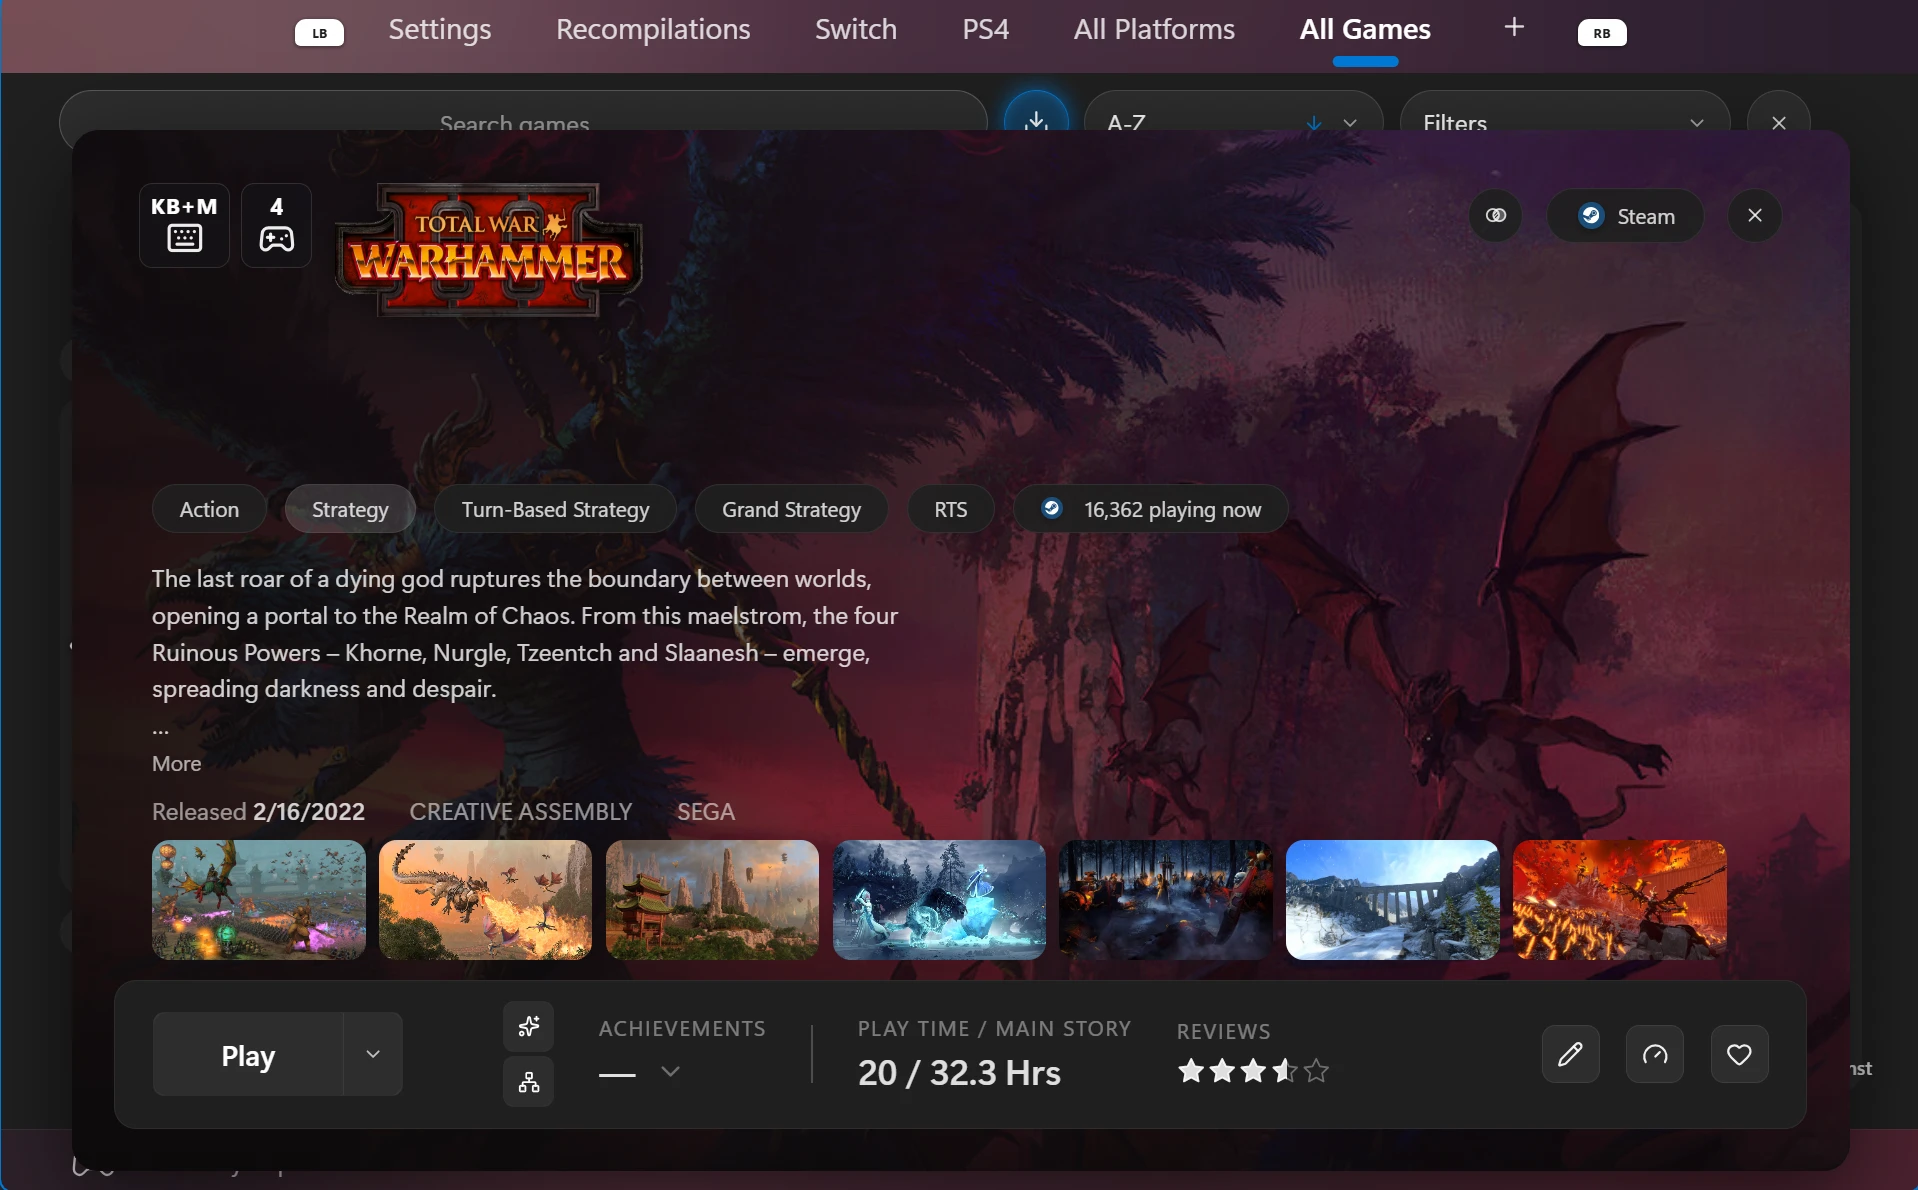 LB
Settings
Recompilations
Switch
PS4
All Platforms
All Games
+
RB
Search games
A-Z
Filters
KB+M
4
TOTAL WAR
WARHAMMER
III
Steam
Action
Strategy
Turn-Based Strategy
Grand Strategy
RTS
16,362 playing now
The last roar of a dying god ruptures the boundary between worlds,
opening a portal to the Realm of Chaos. From this maelstrom, the four
Ruinous Powers – Khorne, Nurgle, Tzeentch and Slaanesh – emerge,
spreading darkness and despair.
...
More
Released 2/16/2022
CREATIVE ASSEMBLY
SEGA
Play
ACHIEVEMENTS
—
PLAY TIME / MAIN STORY
20 / 32.3 Hrs
REVIEWS